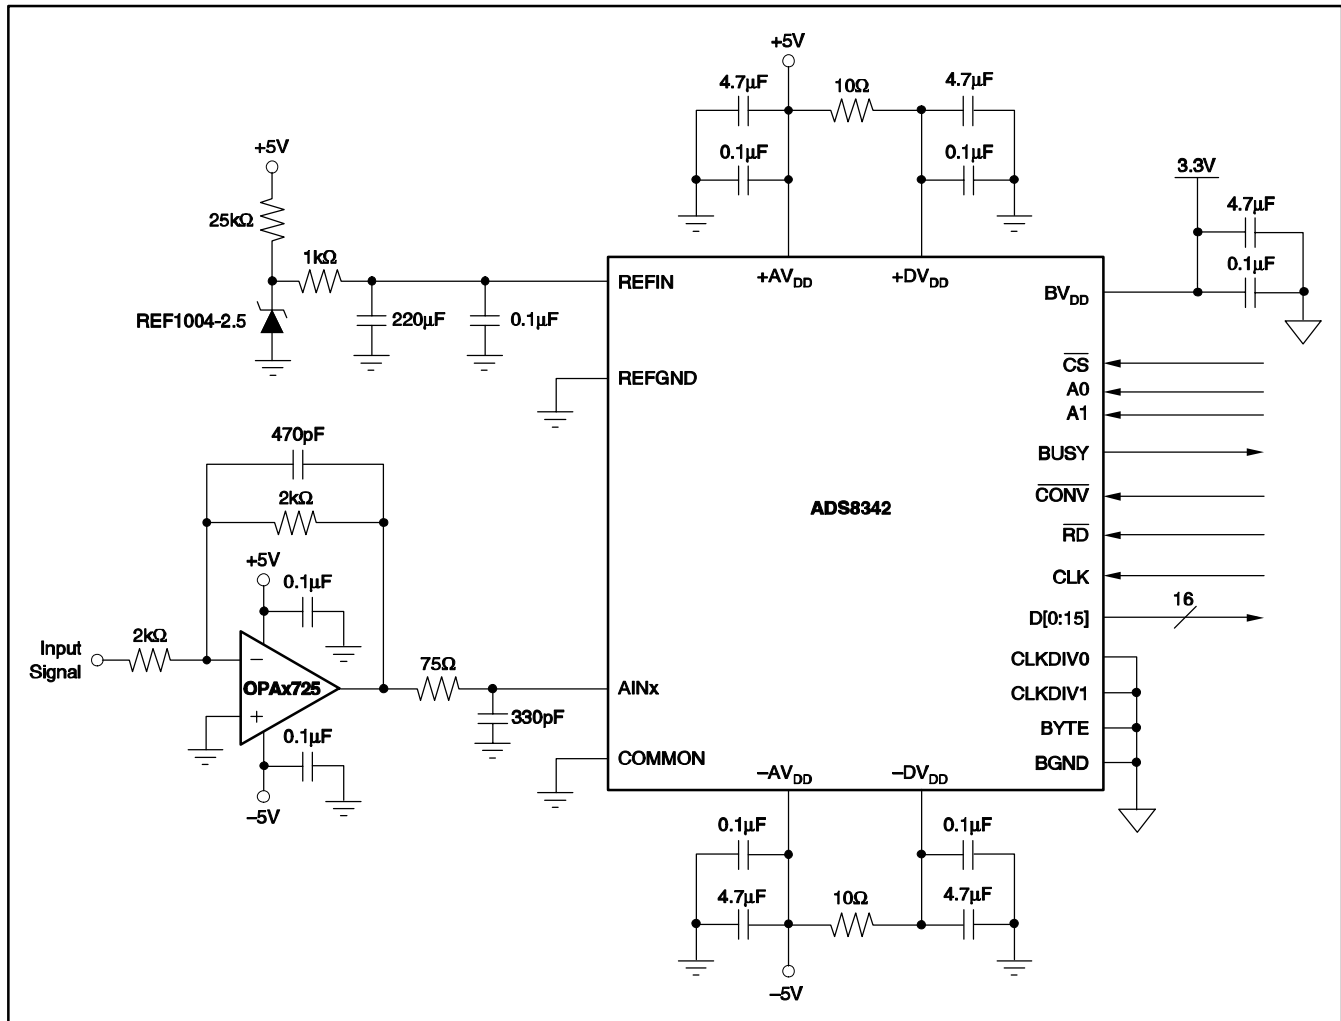 +5V
4.7µF
10Ω
4.7µF
0.1µF
0.1µF
+5V
25kΩ
1kΩ
REF1004-2.5
220µF
0.1µF
3.3V
4.7µF
0.1µF
REFIN
+AVDD
+DVDD
BVDD
REFGND
CS
A0
A1
BUSY
CONV
RD
CLK
D[0:15]
16
CLKDIV0
CLKDIV1
BYTE
BGND
ADS8342
470pF
2kΩ
+5V
0.1µF
Input
Signal
2kΩ
−
OPAx725
+
75Ω
AINx
330pF
0.1µF
−5V
COMMON
−AVDD
−DVDD
0.1µF
0.1µF
4.7µF
10Ω
4.7µF
−5V